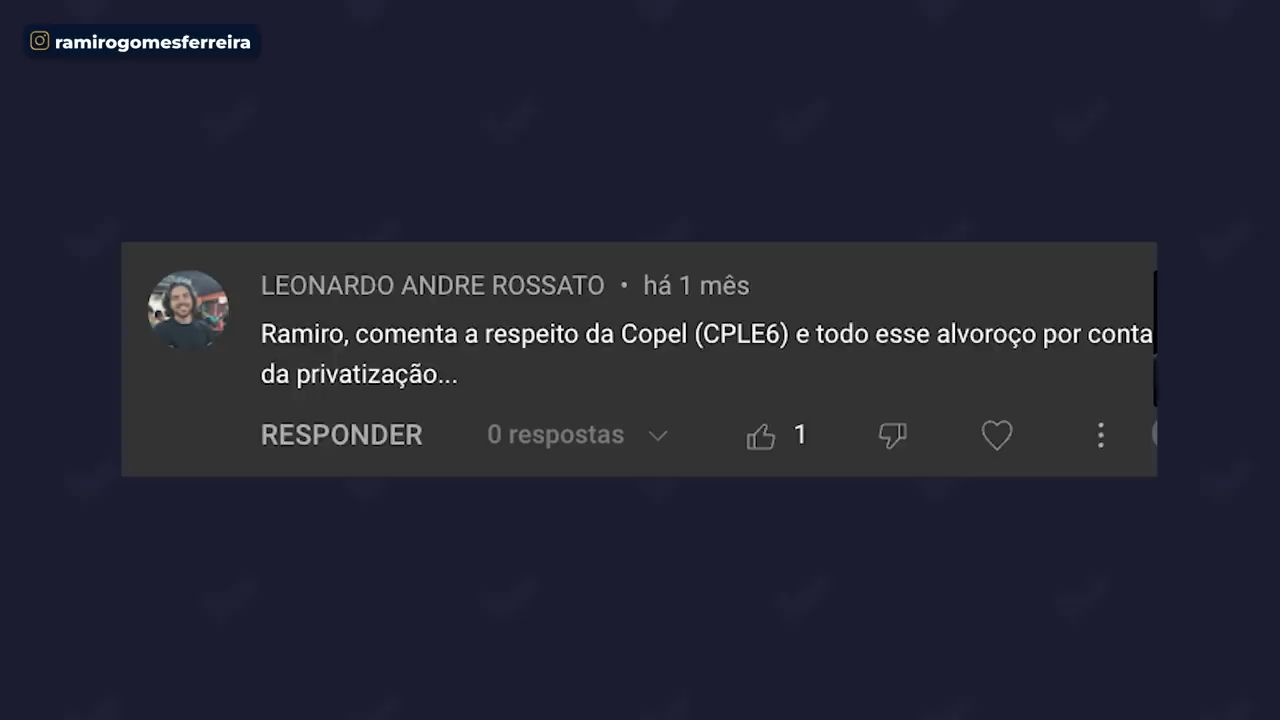 ramirogomesferreira
LEONARDO ANDRE ROSSATO • há 1 mês
Ramiro, comenta a respeito da Copel (CPLE6) e todo esse alvoroço por conta
da privatização...
RESPONDER 0 respostas 1